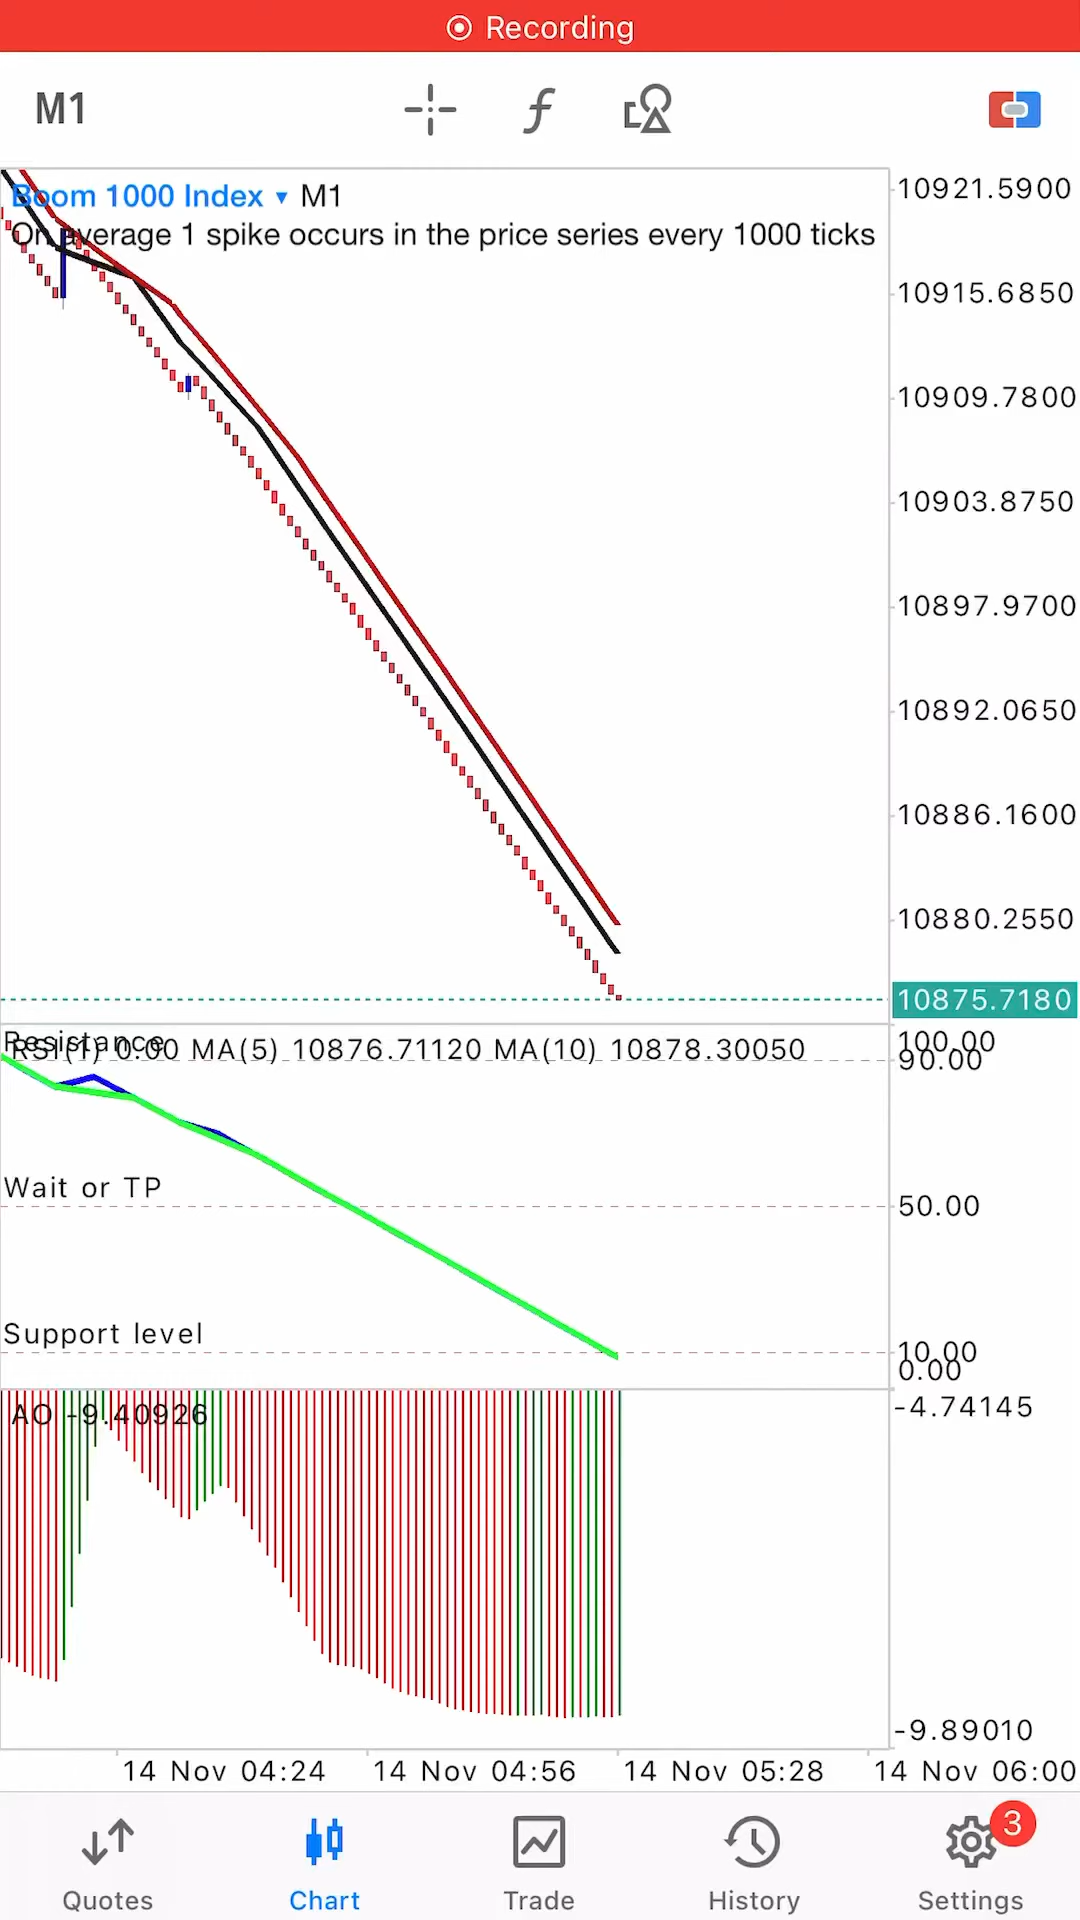 Recording
M1
Boom 1000 Index ▾ M1
On average 1 spike occurs in the price series every 1000 ticks
10921.5900
10915.6850
10909.7800
10903.8750
10897.9700
10892.0650
10886.1600
10880.2550
10875.7180
Resistance
RSI(1) 0.00 MA(5) 10876.71120 MA(10) 10878.30050
100.00
90.00
Wait or TP
50.00
Support level
10.00
0.00
AO -9.40926
-4.74145
-9.89010
14 Nov 04:24 14 Nov 04:56 14 Nov 05:28 14 Nov 06:00
3
Quotes Chart Trade History Settings